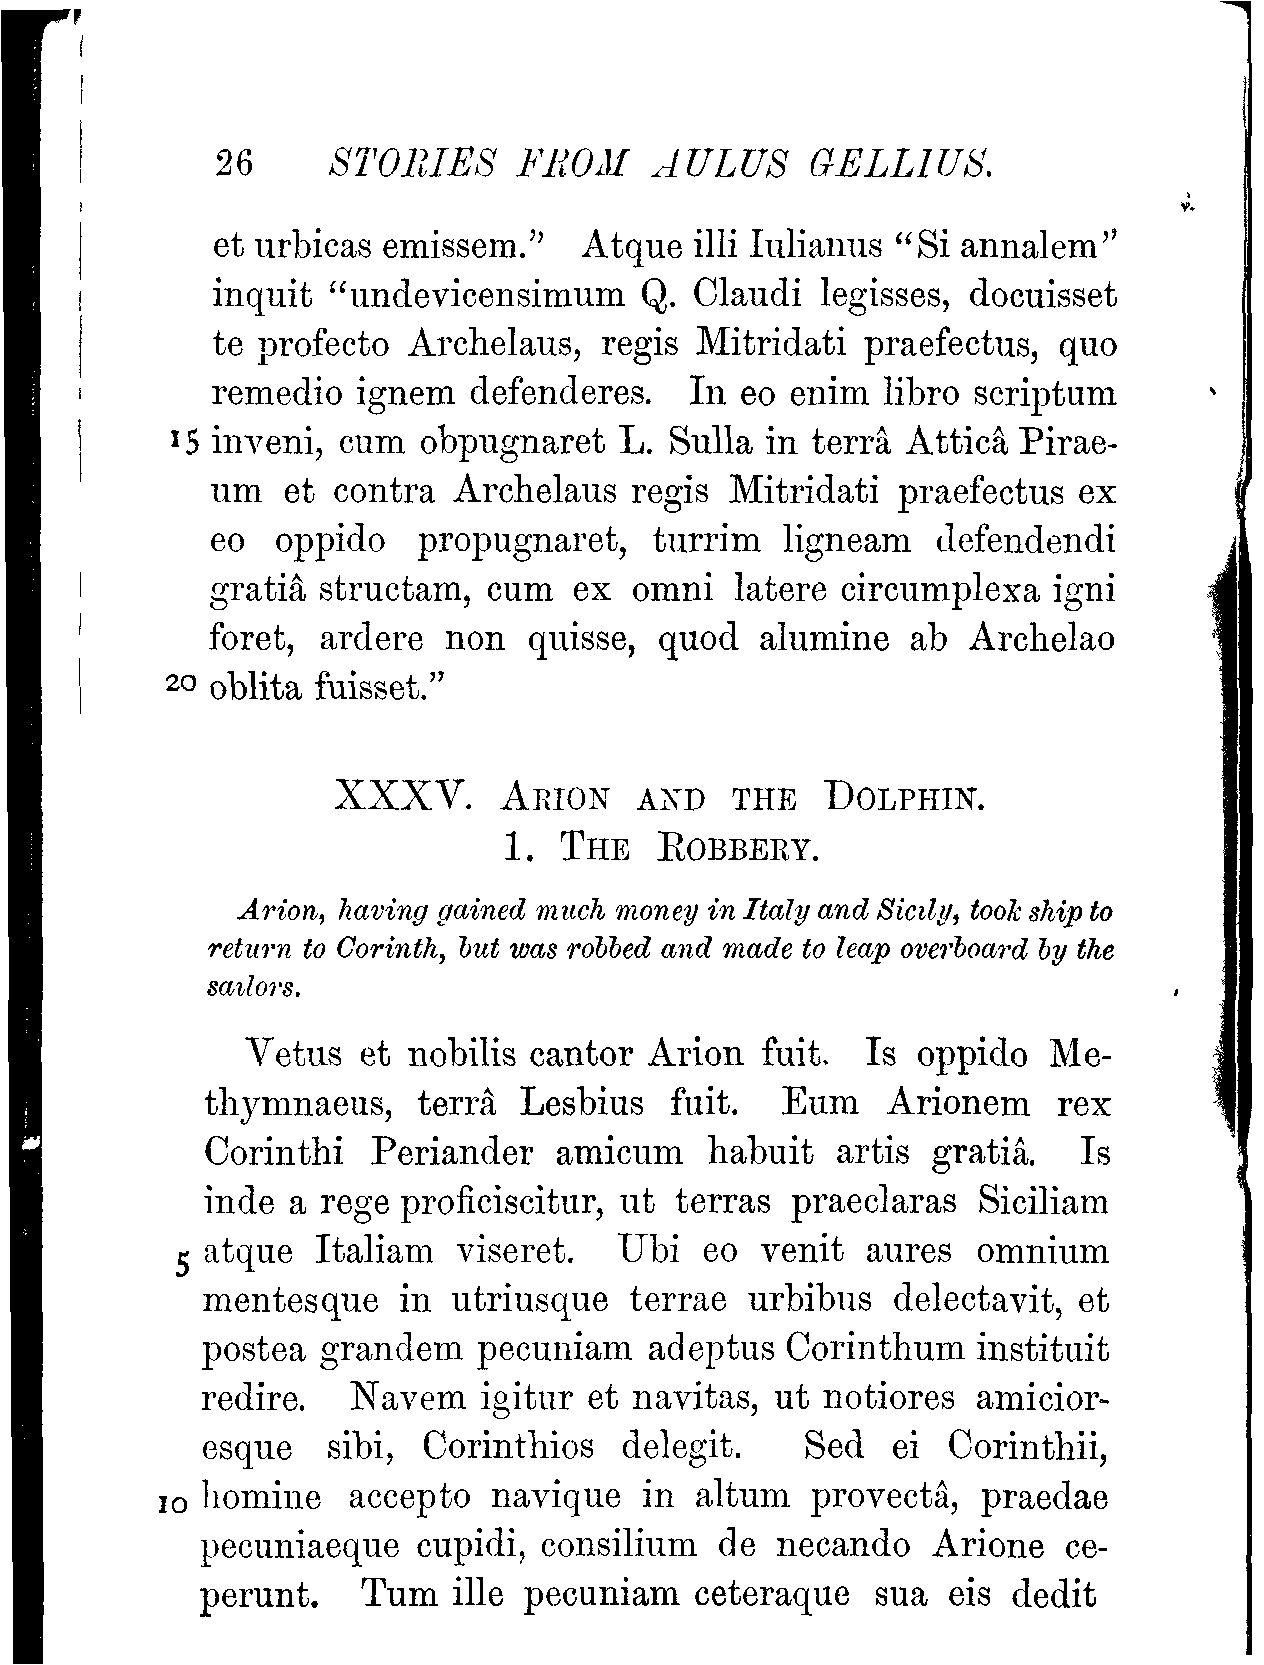 26 STORIES FROM AULUS GELLIUS.
et urbicas emissem.” Atque illi Iulianus “Si annalem”
inquit “undevicensimum Q. Claudi legisses, docuisset
te profecto Archelaus, regis Mitridati praefectus, quo
remedio ignem defenderes. In eo enim libro scriptum
15 inveni, cum obpugnaret L. Sulla in terrâ Atticâ Pirae-
um et contra Archelaus regis Mitridati praefectus ex
eo oppido propugnaret, turrim ligneam defendendi
gratiâ structam, cum ex omni latere circumplexa igni
foret, ardere non quisse, quod alumine ab Archelao
20 oblita fuisset.”
XXXV. ARION AND THE DOLPHIN.
1. THE ROBBERY.
Arion, having gained much money in Italy and Sicily, took ship to
return to Corinth, but was robbed and made to leap overboard by the
sailors.
Vetus et nobilis cantor Arion fuit. Is oppido Me-
thymnaeus, terrâ Lesbius fuit. Eum Arionem rex
Corinthi Periander amicum habuit artis gratiâ. Is
inde a rege proficiscitur, ut terras praeclaras Siciliam
5 atque Italiam viseret. Ubi eo venit aures omnium
mentesque in utriusque terrae urbibus delectavit, et
postea grandem pecuniam adeptus Corinthum instituit
redire. Navem igitur et navitas, ut notiores amicior-
esque sibi, Corinthios delegit. Sed ei Corinthii,
10 homine accepto navique in altum provectâ, praedae
pecuniaeque cupidi, consilium de necando Arione ce-
perunt. Tum ille pecuniam ceteraque sua eis dedit